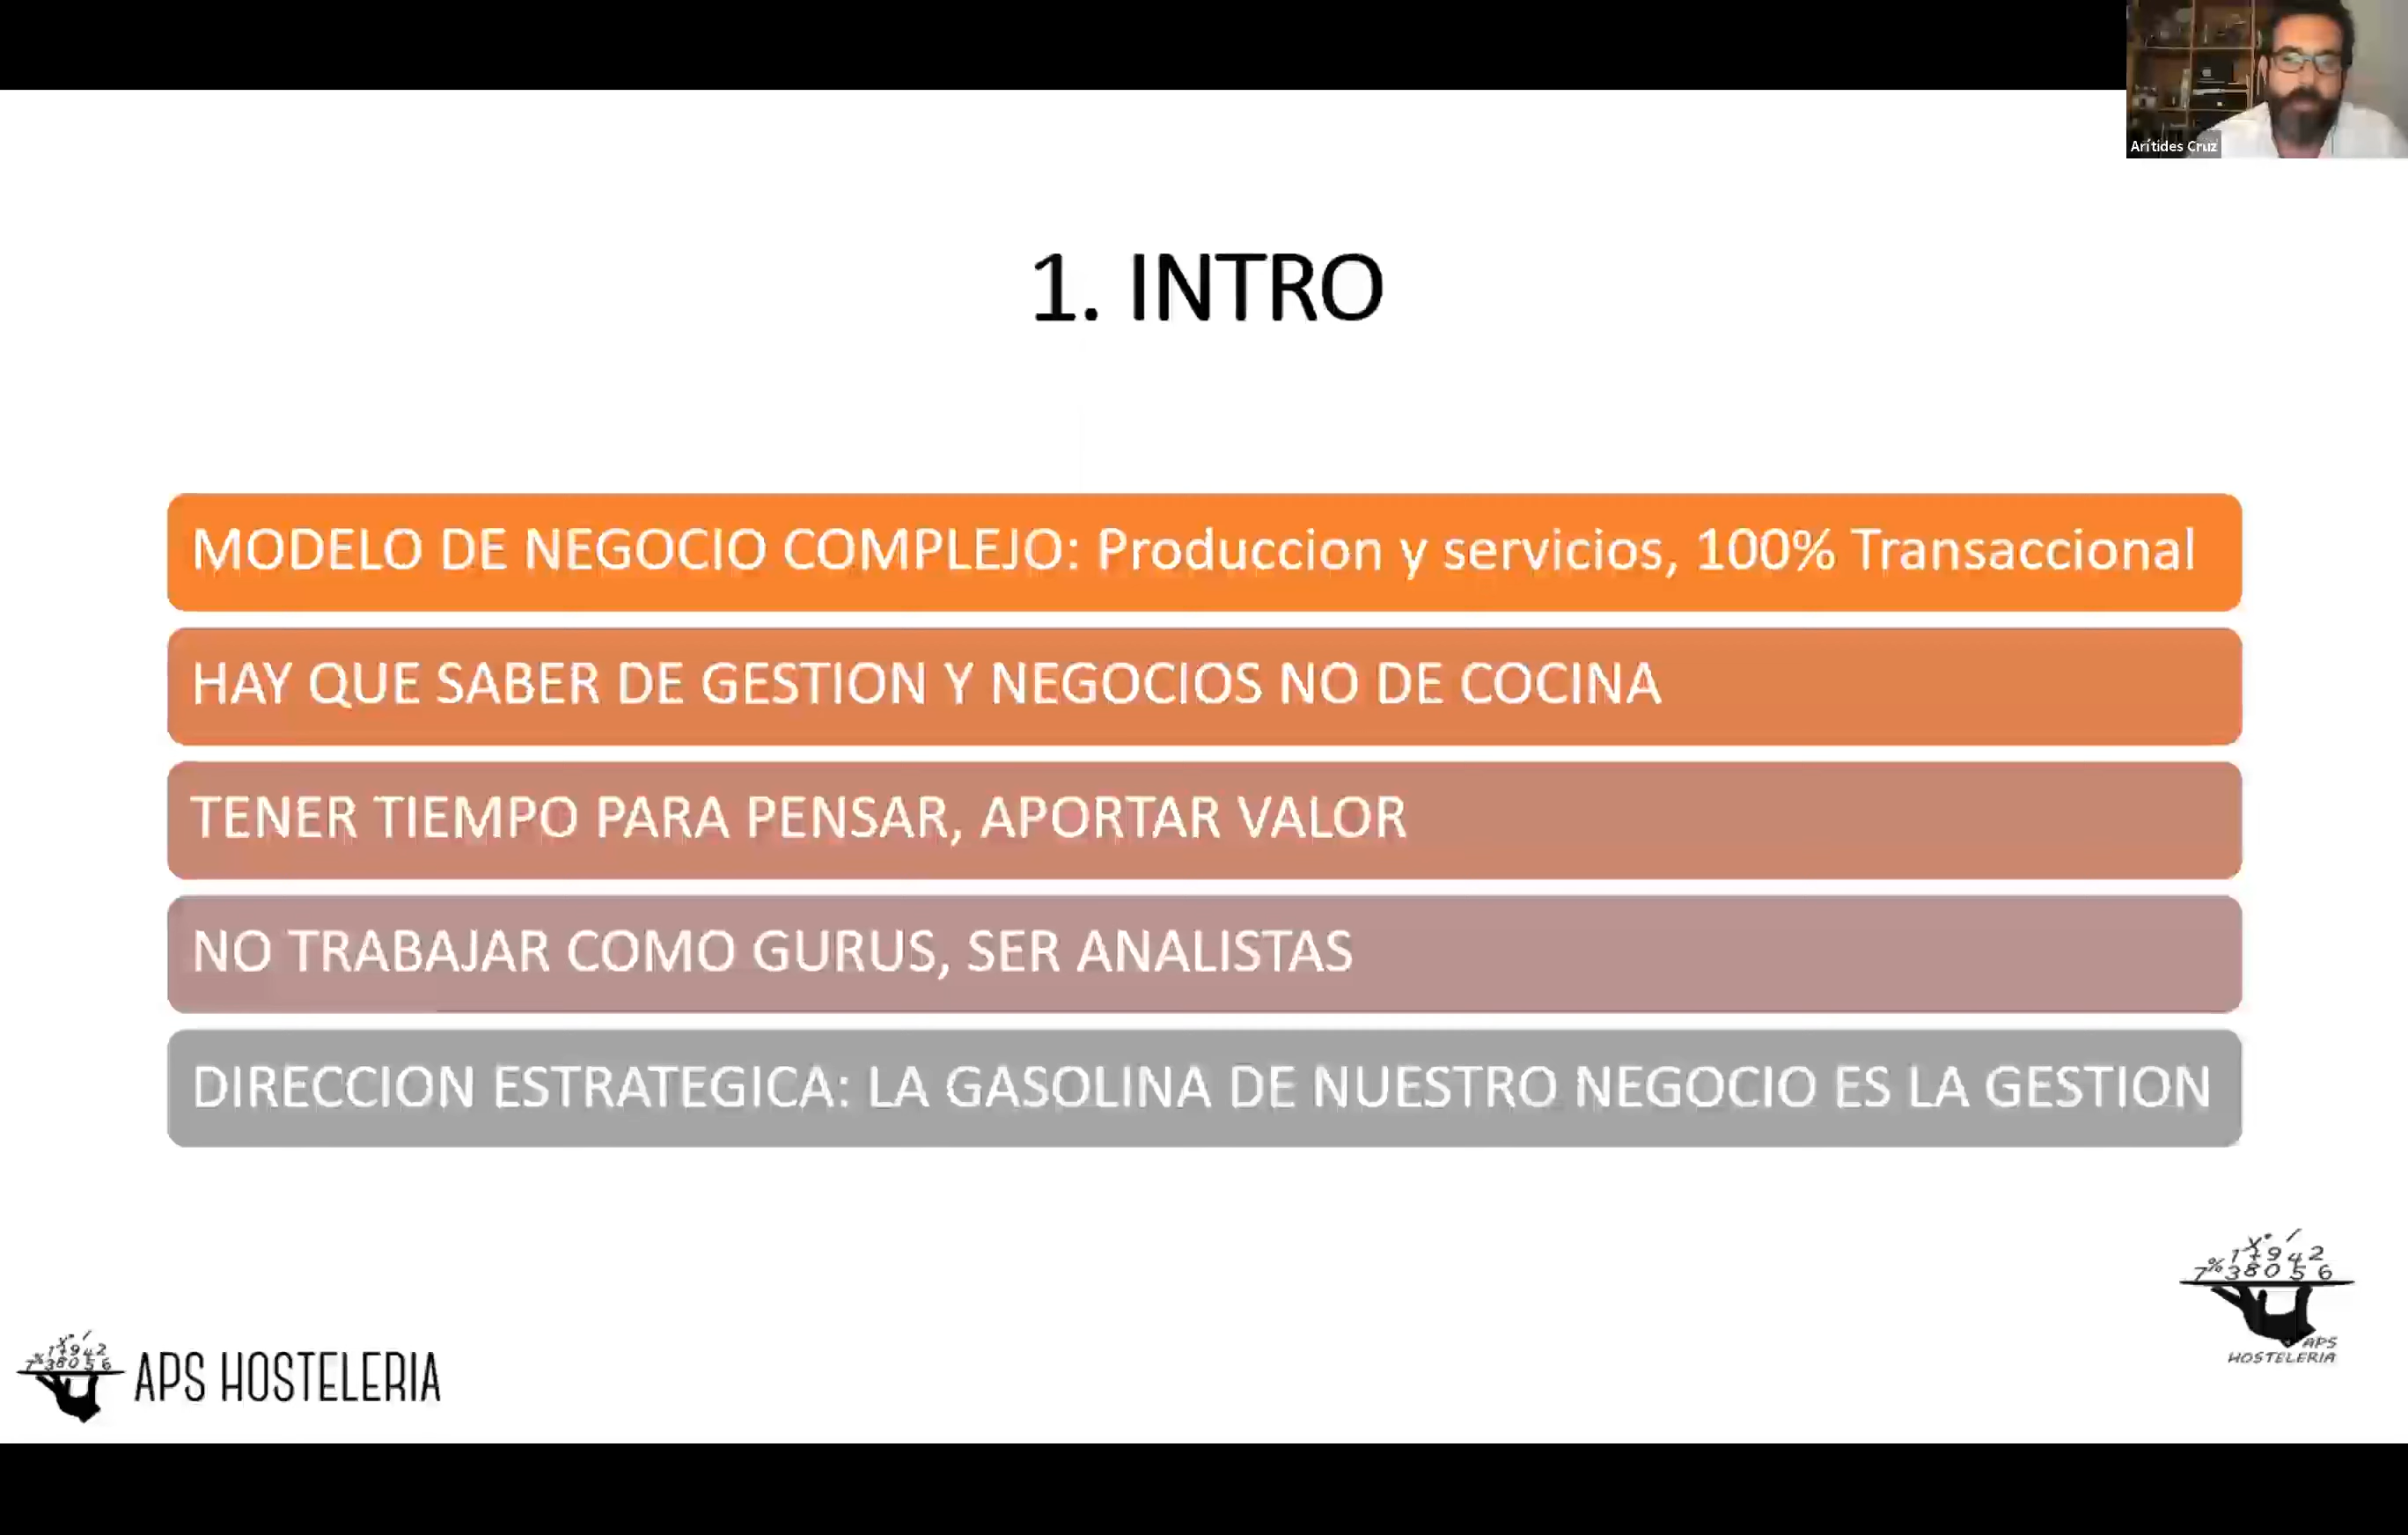 Arítides Cruz
1. INTRO
MODELO DE NEGOCIO COMPLEJO: Produccion y servicios, 100% Transaccional
HAY QUE SABER DE GESTION Y NEGOCIOS NO DE COCINA
TENER TIEMPO PARA PENSAR, APORTAR VALOR
NO TRABAJAR COMO GURUS, SER ANALISTAS
DIRECCION ESTRATEGICA: LA GASOLINA DE NUESTRO NEGOCIO ES LA GESTION
APS HOSTELERIA
APS
HOSTELERIA